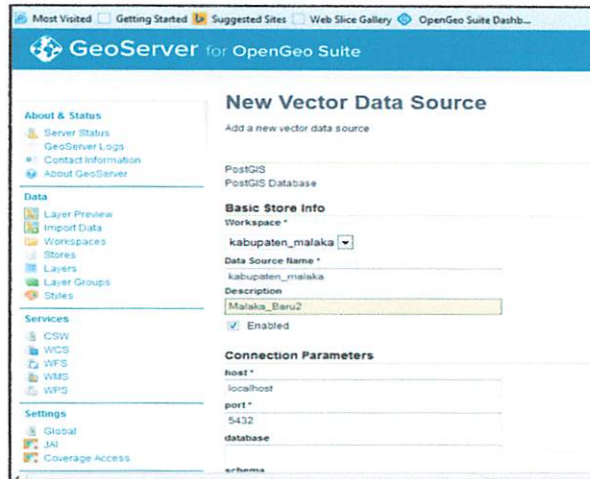 Most Visited Getting Started Suggested Sites Web Slice Gallery OpenGeo Suite Dashb...
GeoServer for OpenGeo Suite
About & Status
Server Status
GeoServer Logs
Contact Information
About GeoServer
Data
Layer Preview
Import Data
Workspaces
Stores
Layers
Layer Groups
Styles
Services
CSW
WCS
WFS
WMS
WPS
Settings
Global
JAI
Coverage Access
New Vector Data Source
Add a new vector data source
PostGIS
PostGIS Database
Basic Store Info
Workspace *
kabupaten_malaka
Data Source Name *
kabupaten_malaka
Description
Malaka_Baru2
Enabled
Connection Parameters
host *
localhost
port *
5432
database
schema